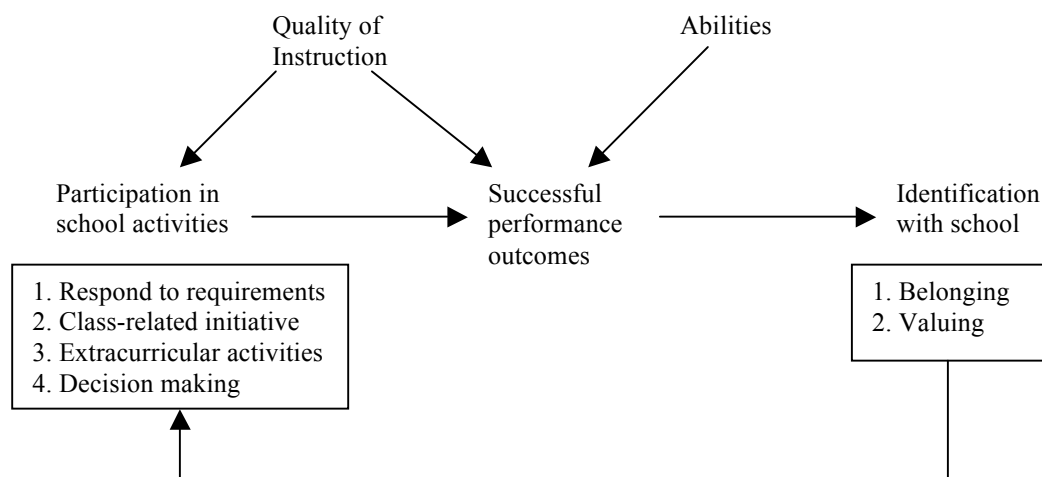 Quality of
Instruction
Abilities
Participation in
school activities
Successful
performance
outcomes
Identification
with school
1. Respond to requirements
2. Class-related initiative
3. Extracurricular activities
4. Decision making
1. Belonging
2. Valuing